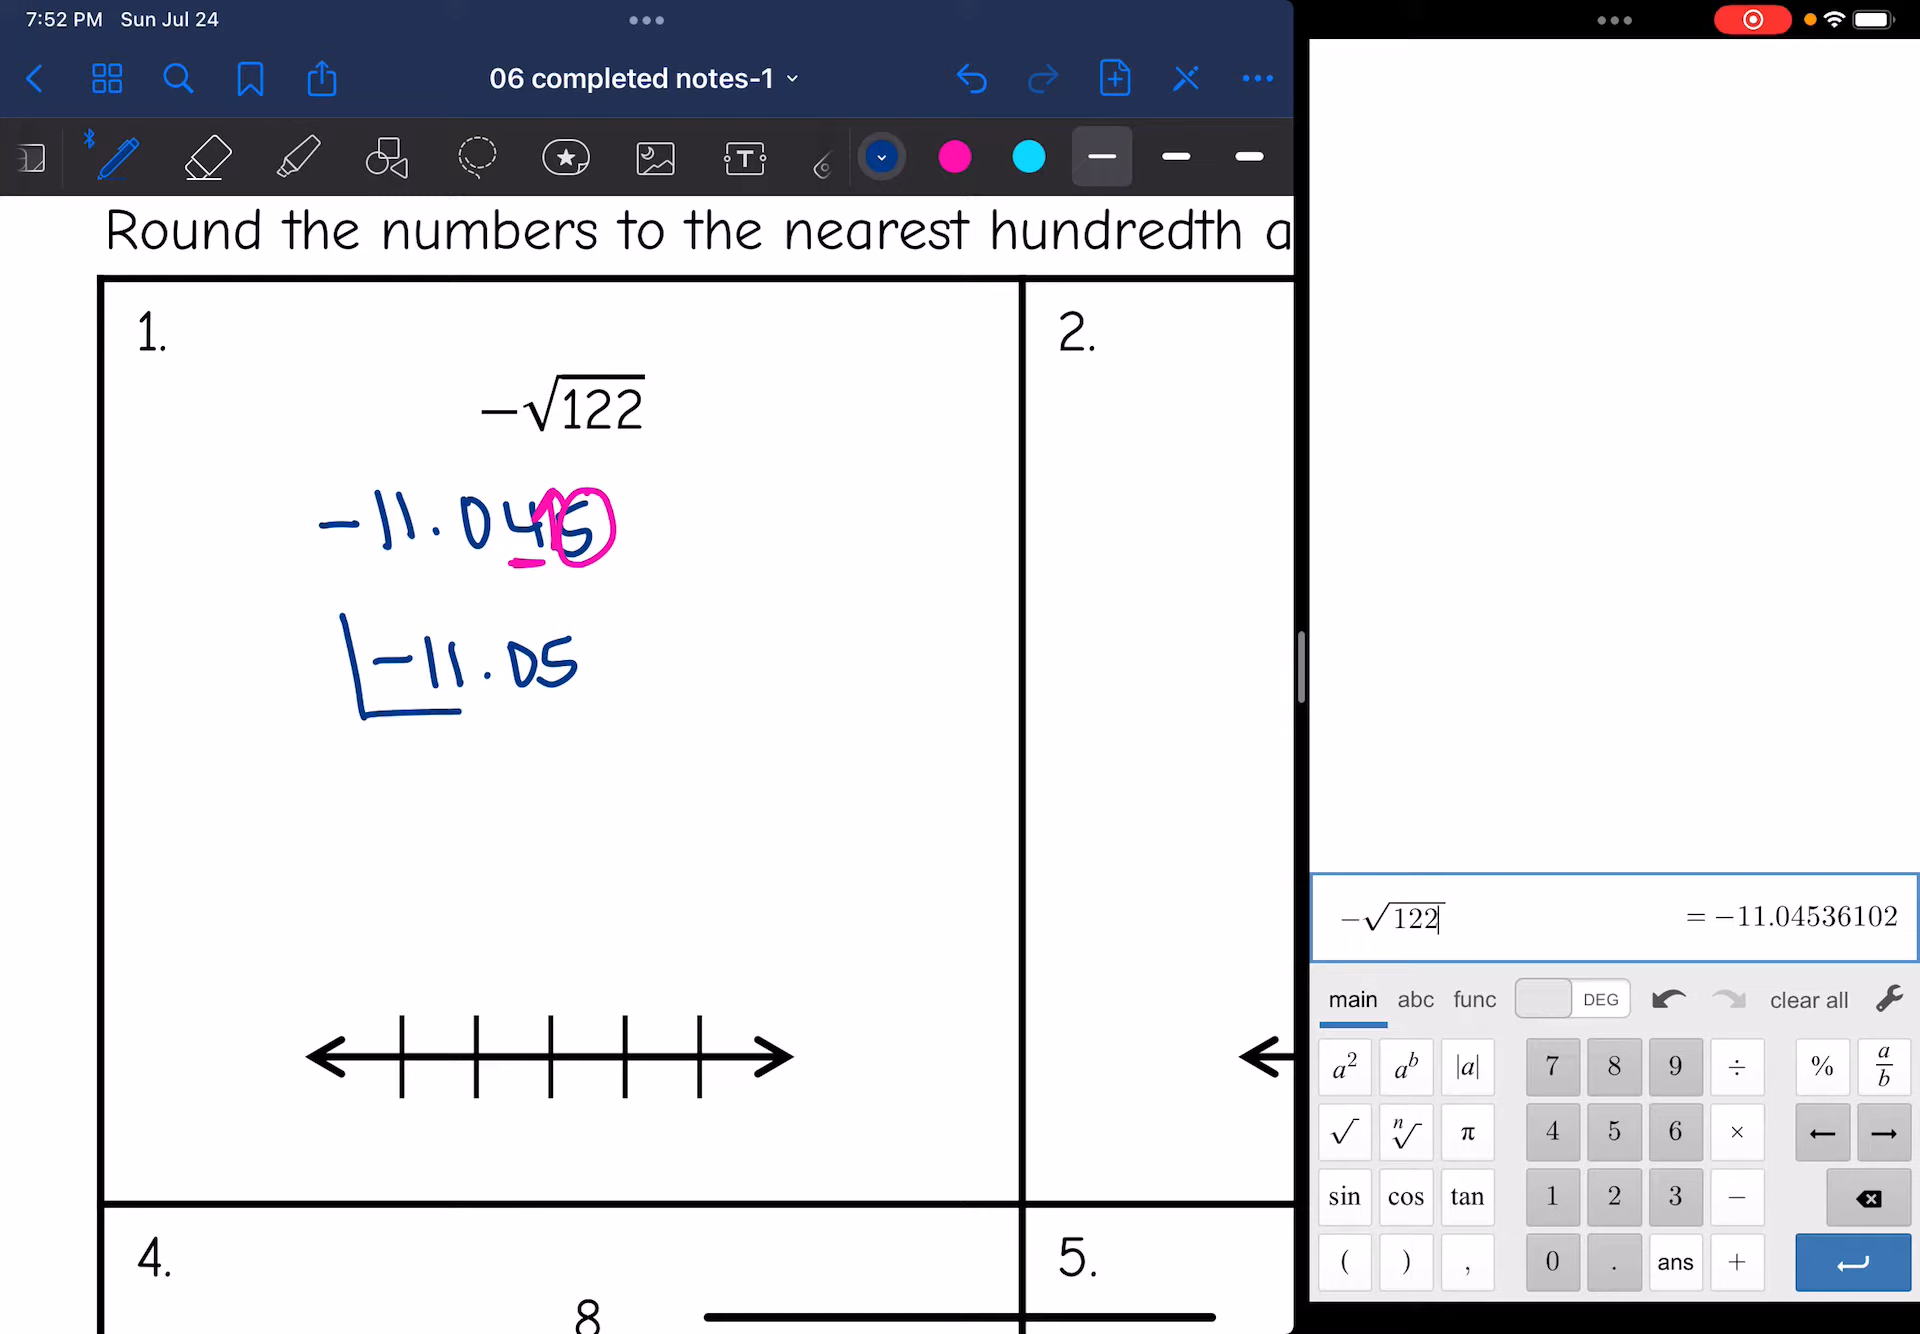 7:52 PM Sun Jul 24
06 completed notes-1
T
Round the numbers to the nearest hundredth a
1.
2.
−√122
-11.045
-11.05
4.
5.
8
−√122 = −11.04536102
main abc func DEG clear all
a² aᵇ |a| 7 8 9 ÷ % a/b
√ ⁿ√ π 4 5 6 × ← →
sin cos tan 1 2 3 −
( ) , 0 . ans +